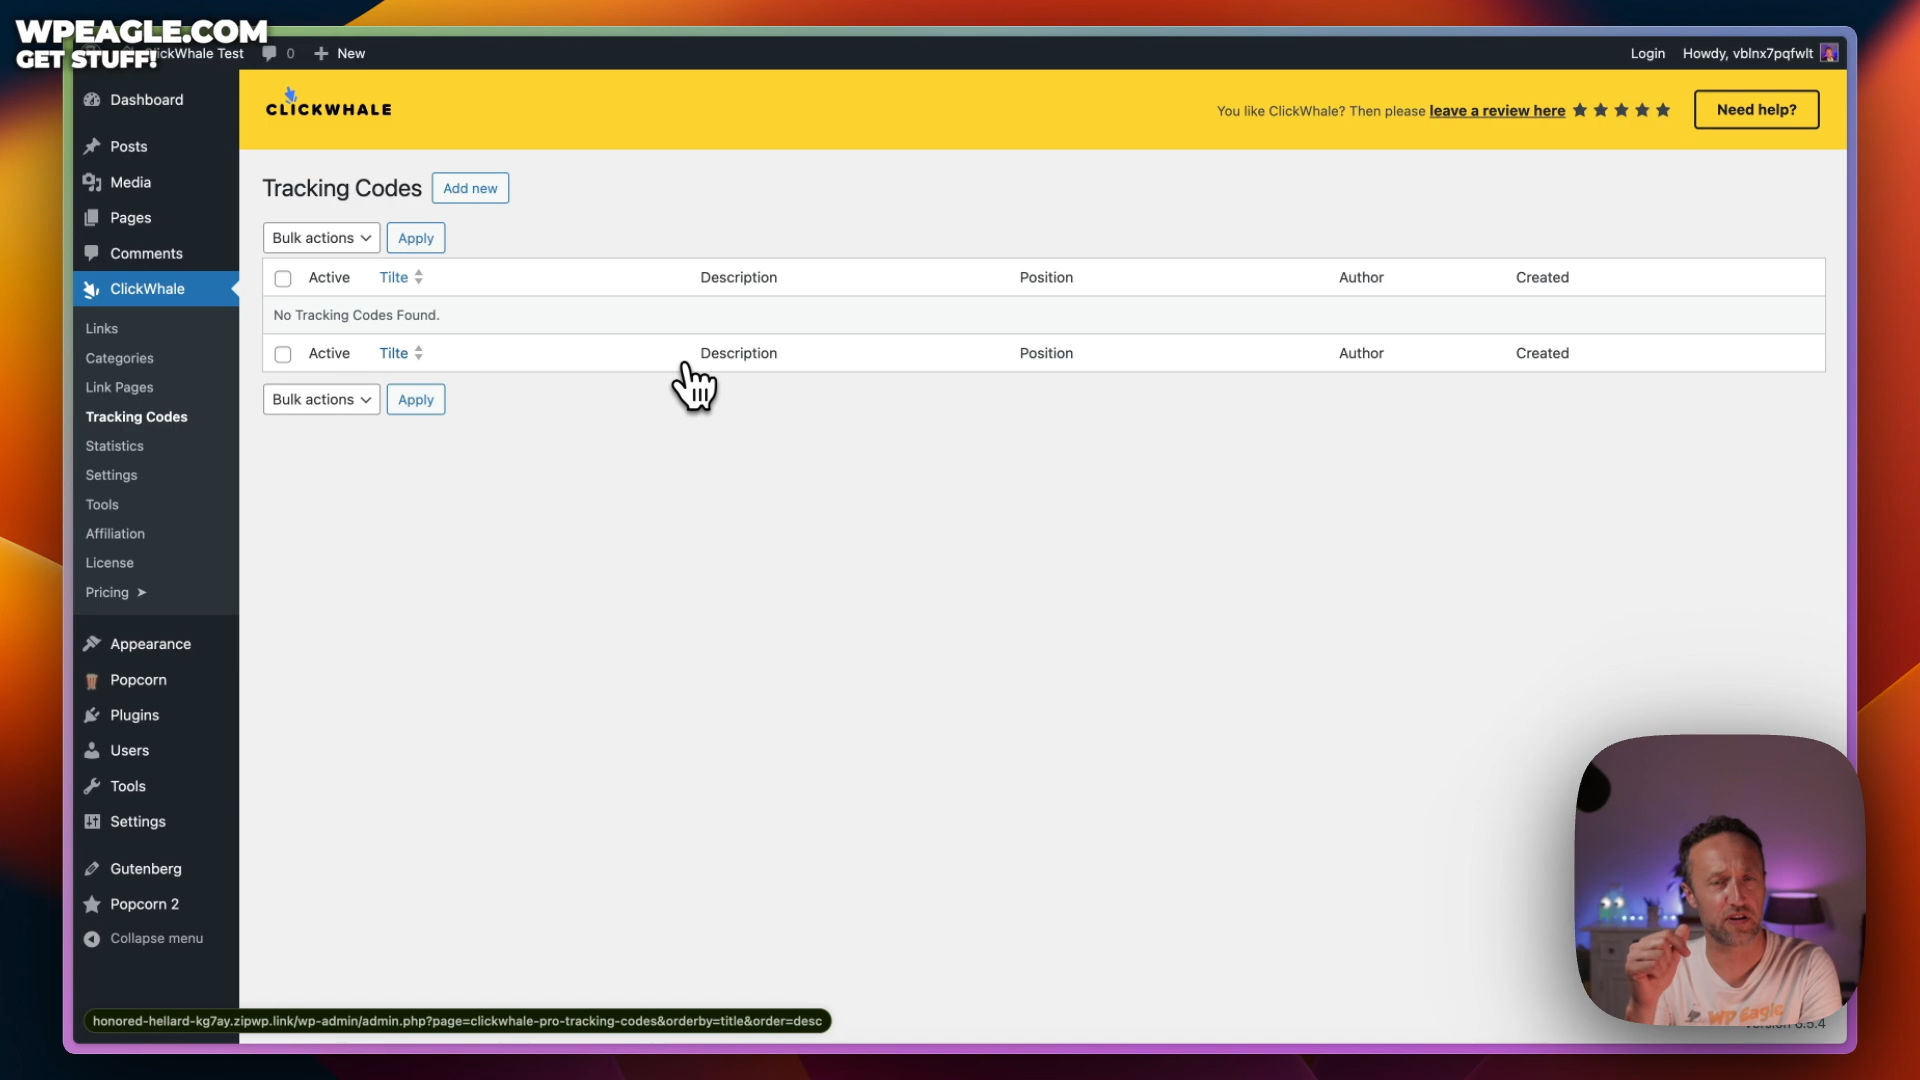 WPEAGLE.COM
GET STUFF!
ickWhale Test
0
New
Login
Howdy, vblnx7pqfwlt
Dashboard
Posts
Media
Pages
Comments
ClickWhale
Links
Categories
Link Pages
Tracking Codes
Statistics
Settings
Tools
Affiliation
License
Pricing ➤
Appearance
Popcorn
Plugins
Users
Tools
Settings
Gutenberg
Popcorn 2
Collapse menu
CLICKWHALE
You like ClickWhale? Then please leave a review here
Need help?
Tracking Codes
Add new
Bulk actions
Apply
Active
Tilte
Description
Position
Author
Created
No Tracking Codes Found.
Active
Tilte
Description
Position
Author
Created
Bulk actions
Apply
WP Eagle
honored-hellard-kg7ay.zipwp.link/wp-admin/admin.php?page=clickwhale-pro-tracking-codes&orderby=title&order=desc